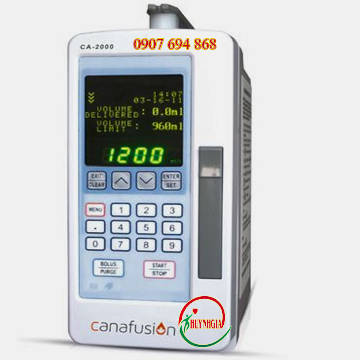 0907 694 868
CA-2000
14:07
03-16-11
VOLUME
DELIVERED: 0.0ml
VOLUME
LIMIT : 960ml
1200
EXIT
CLEAR
ENTER
SET
MENU 1 2 3
4 5 6
7 8 9
0
BOLUS
PURGE
START
STOP
canafusion
HUYNHGIA